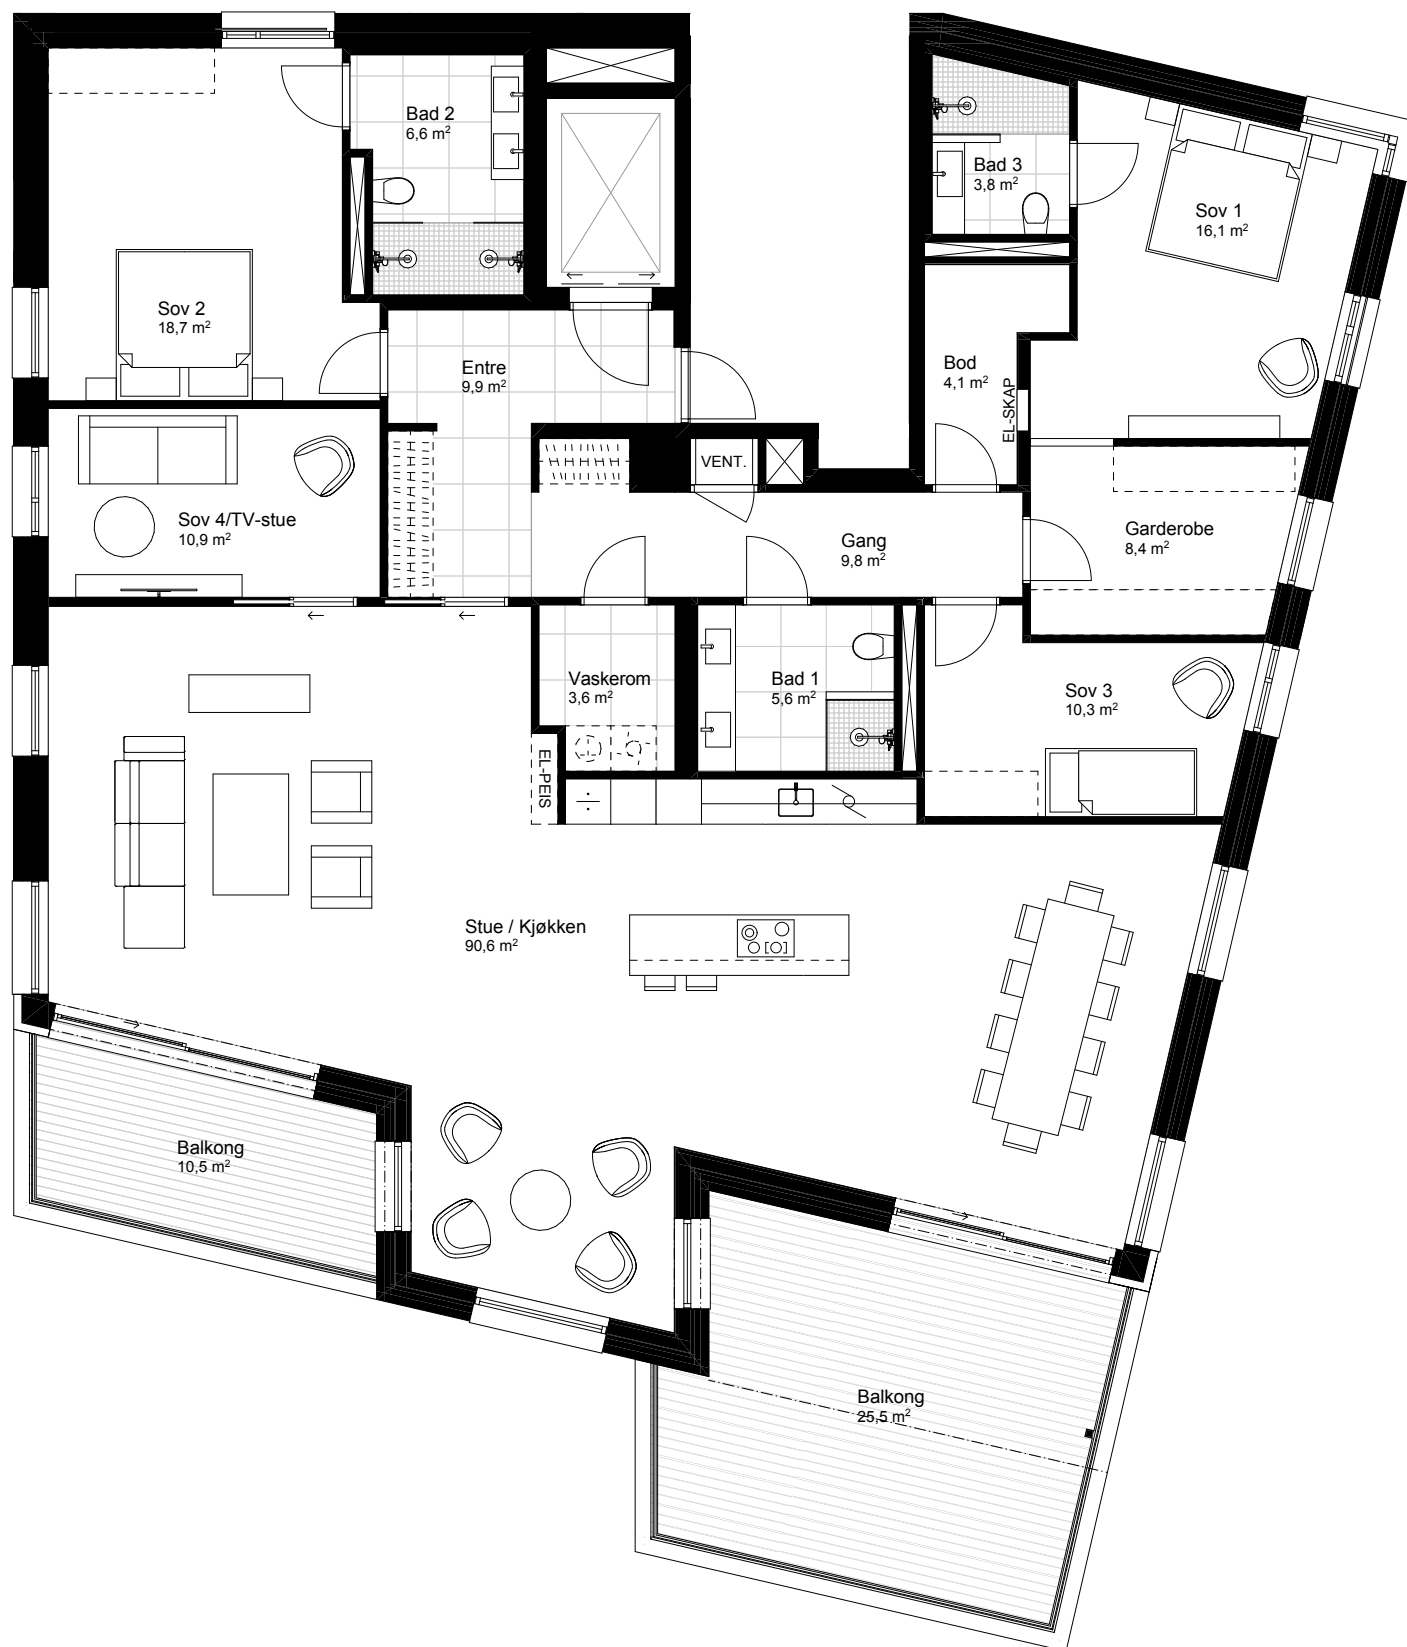 Bad 2
6,6 m²
Bad 3
3,8 m²
Sov 1
16,1 m²
Sov 2
18,7 m²
Entre
9,9 m²
Bod
4,1 m²
EL-SKAP
VENT.
Sov 4/TV-stue
10,9 m²
Gang
9,8 m²
Garderobe
8,4 m²
Vaskerom
3,6 m²
Bad 1
5,6 m²
Sov 3
10,3 m²
EL-PEIS
Stue / Kjøkken
90,6 m²
Balkong
10,5 m²
Balkong
25,5 m²